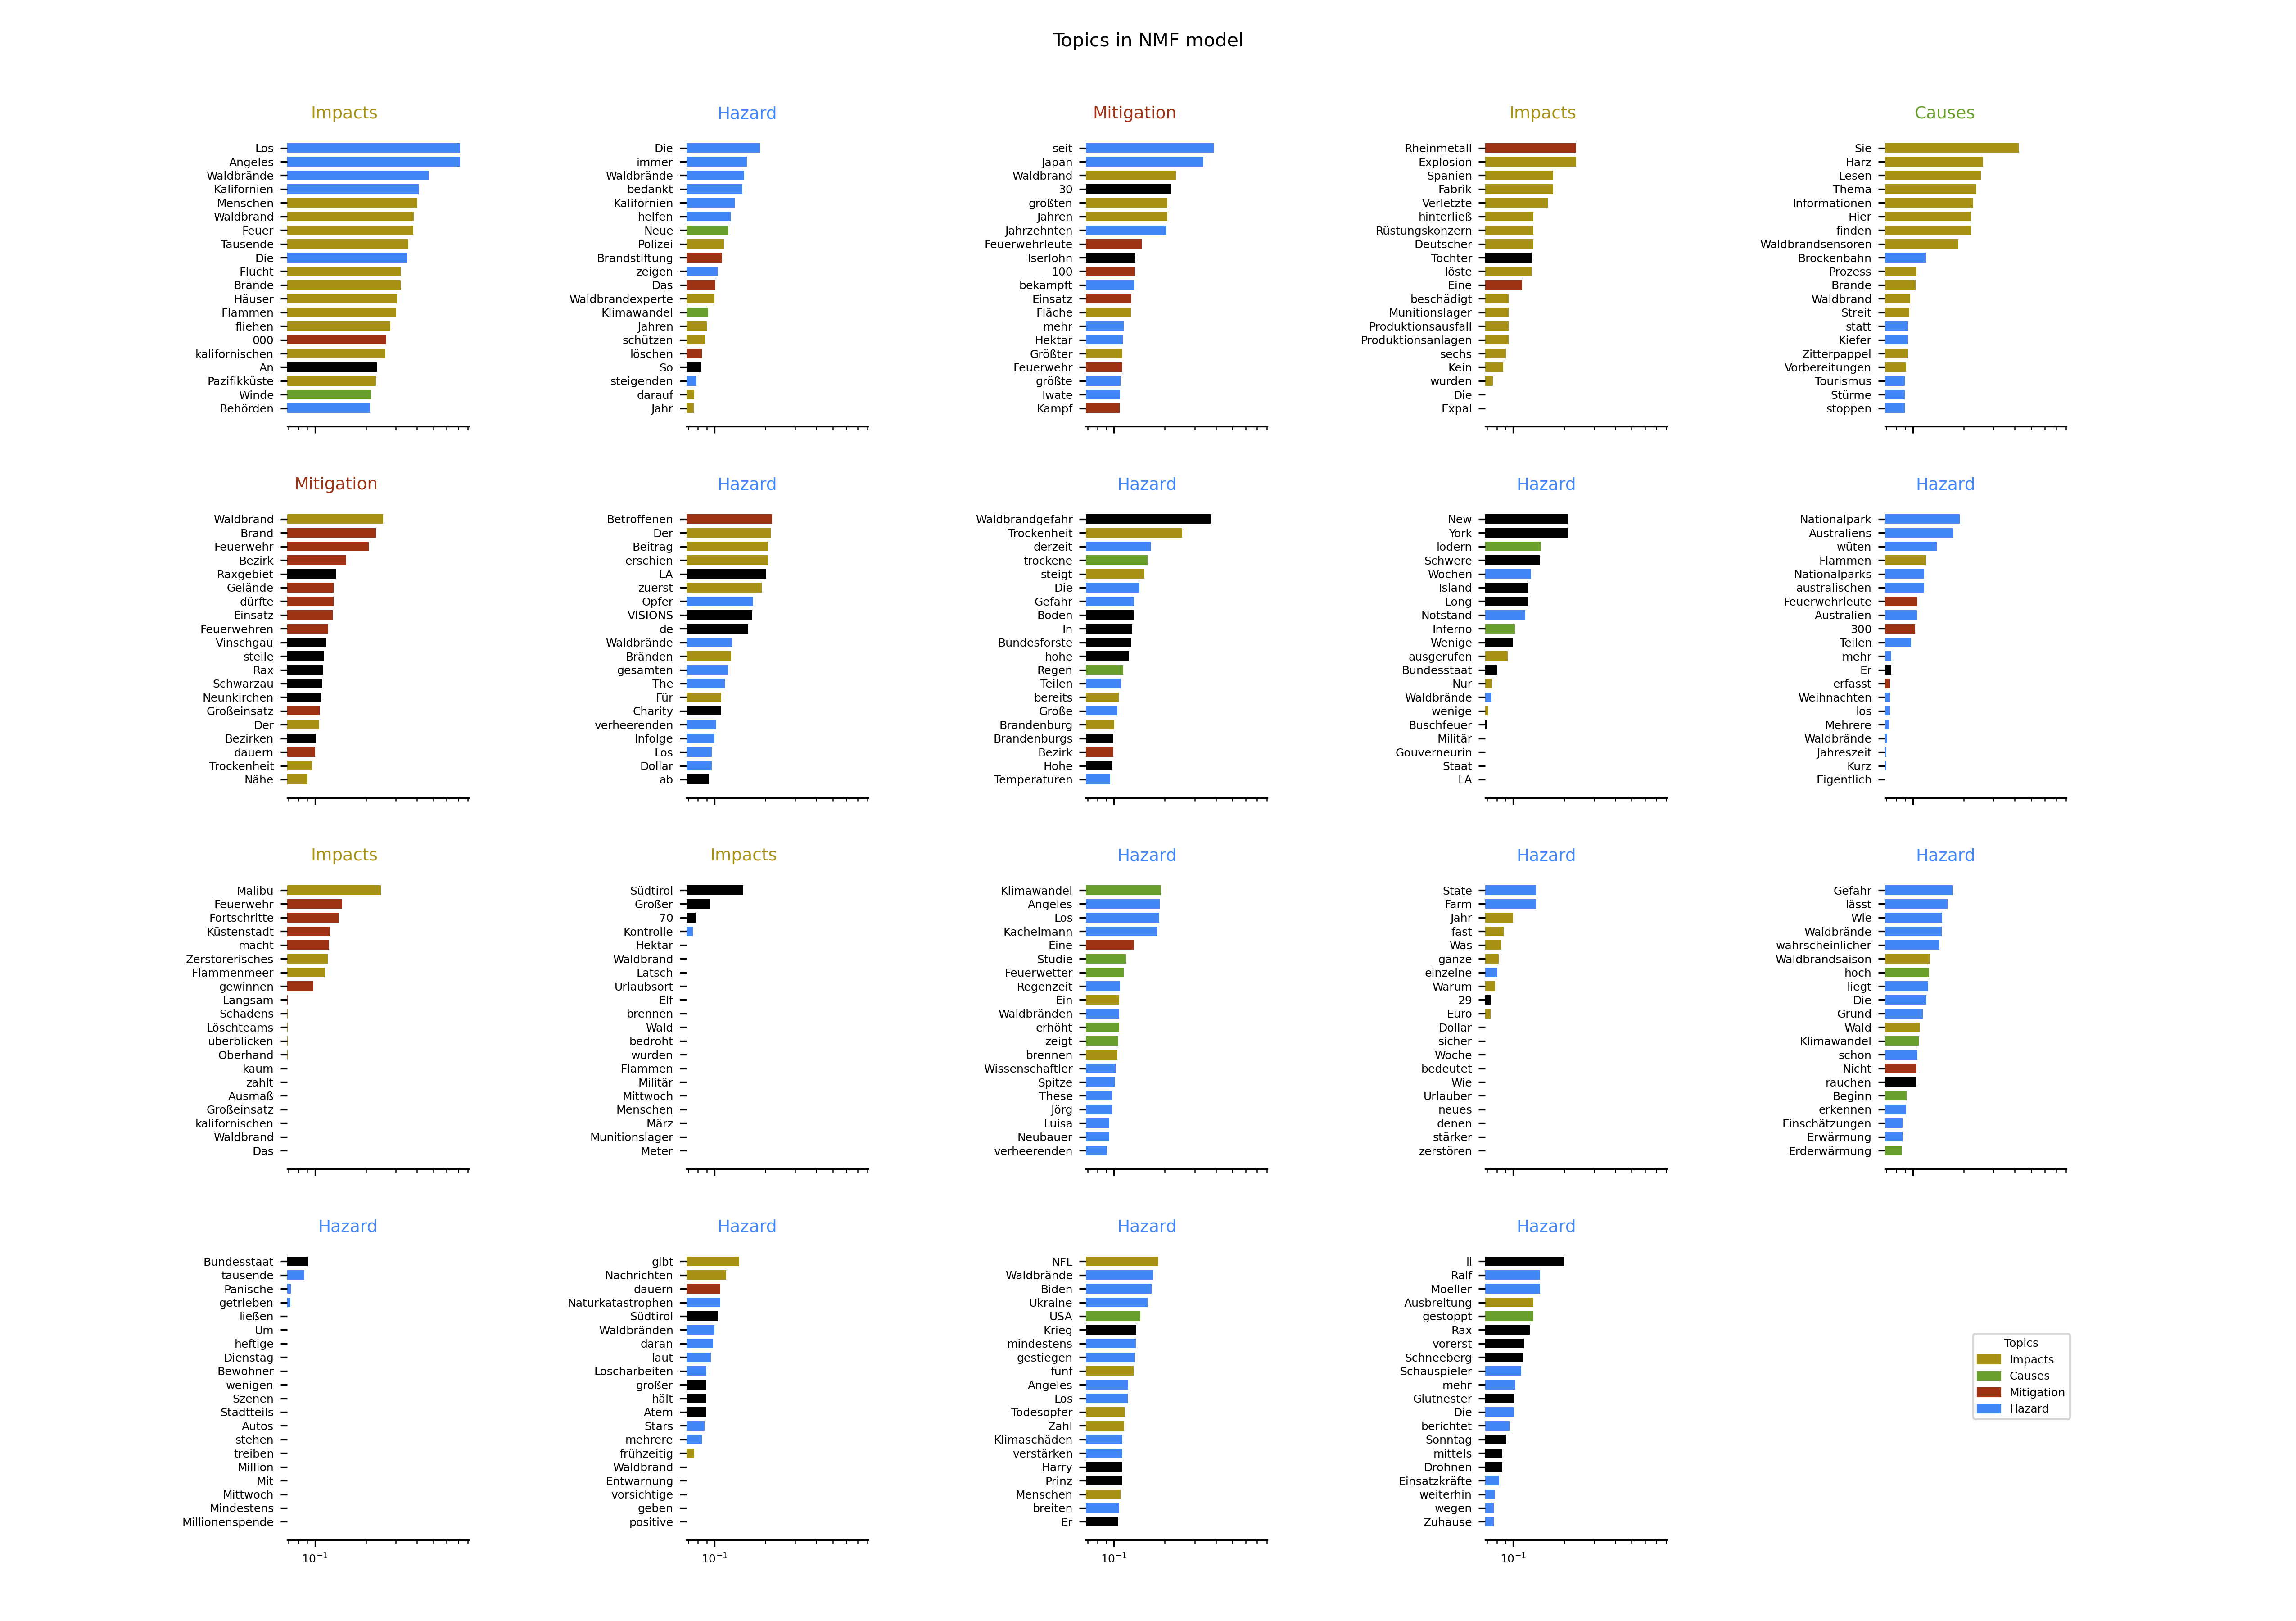 Topics in NMF model
Impacts
Los
Angeles
Waldbrände
Kalifornien
Menschen
Waldbrand
Feuer
Tausende
Die
Flucht
Brände
Häuser
Flammen
fliehen
000
kalifornischen
An
Pazifikküste
Winde
Behörden
Hazard
Die
immer
Waldbrände
bedankt
Kalifornien
helfen
Neue
Polizei
Brandstiftung
zeigen
Das
Waldbrandexperte
Klimawandel
Jahren
schützen
löschen
So
steigenden
darauf
Jahr
Mitigation
seit
Japan
Waldbrand
30
größten
Jahren
Jahrzehnten
Feuerwehrleute
Iserlohn
100
bekämpft
Einsatz
Fläche
mehr
Hektar
Größter
Feuerwehr
größte
Iwate
Kampf
Impacts
Rheinmetall
Explosion
Spanien
Fabrik
Verletzte
hinterließ
Rüstungskonzern
Deutscher
Tochter
löste
Eine
beschädigt
Munitionslager
Produktionsausfall
Produktionsanlagen
sechs
Kein
wurden
Die
Expal
Causes
Sie
Harz
Lesen
Thema
Informationen
Hier
finden
Waldbrandsensoren
Brockenbahn
Prozess
Brände
Waldbrand
Streit
statt
Kiefer
Zitterpappel
Vorbereitungen
Tourismus
Stürme
stoppen
Mitigation
Waldbrand
Brand
Feuerwehr
Bezirk
Raxgebiet
Gelände
dürfte
Einsatz
Feuerwehren
Vinschgau
steile
Rax
Schwarzau
Neunkirchen
Großeinsatz
Der
Bezirken
dauern
Trockenheit
Nähe
Hazard
Betroffenen
Der
Beitrag
erschien
LA
zuerst
Opfer
VISIONS
de
Waldbrände
Bränden
gesamten
The
Für
Charity
verheerenden
Infolge
Los
Dollar
ab
Hazard
Waldbrandgefahr
Trockenheit
derzeit
trockene
steigt
Die
Gefahr
Böden
In
Bundesforste
hohe
Regen
Teilen
bereits
Große
Brandenburg
Brandenburgs
Bezirk
Hohe
Temperaturen
Hazard
New
York
lodern
Schwere
Wochen
Island
Long
Notstand
Inferno
Wenige
ausgerufen
Bundesstaat
Nur
Waldbrände
wenige
Buschfeuer
Militär
Gouverneurin
Staat
LA
Hazard
Nationalpark
Australiens
wüten
Flammen
Nationalparks
australischen
Feuerwehrleute
Australien
300
Teilen
mehr
Er
erfasst
Weihnachten
los
Mehrere
Waldbrände
Jahreszeit
Kurz
Eigentlich
Impacts
Malibu
Feuerwehr
Fortschritte
Küstenstadt
macht
Zerstörerisches
Flammenmeer
gewinnen
Langsam
Schadens
Löschteams
überblicken
Oberhand
kaum
zahlt
Ausmaß
Großeinsatz
kalifornischen
Waldbrand
Das
Impacts
Südtirol
Großer
70
Kontrolle
Hektar
Waldbrand
Latsch
Urlaubsort
Elf
brennen
Wald
bedroht
wurden
Flammen
Militär
Mittwoch
Menschen
März
Munitionslager
Meter
Hazard
Klimawandel
Angeles
Los
Kachelmann
Eine
Studie
Feuerwetter
Regenzeit
Ein
Waldbränden
erhöht
zeigt
brennen
Wissenschaftler
Spitze
These
Jörg
Luisa
Neubauer
verheerenden
Hazard
State
Farm
Jahr
fast
Was
ganze
einzelne
Warum
29
Euro
Dollar
sicher
Woche
bedeutet
Wie
Urlauber
neues
denen
stärker
zerstören
Hazard
Gefahr
lässt
Wie
Waldbrände
wahrscheinlicher
Waldbrandsaison
hoch
liegt
Die
Grund
Wald
Klimawandel
schon
Nicht
rauchen
Beginn
erkennen
Einschätzungen
Erwärmung
Erderwärmung
Hazard
Bundesstaat
tausende
Panische
getrieben
ließen
Um
heftige
Dienstag
Bewohner
wenigen
Szenen
Stadtteils
Autos
stehen
treiben
Million
Mit
Mittwoch
Mindestens
Millionenspende
10⁻¹
Hazard
gibt
Nachrichten
dauern
Naturkatastrophen
Südtirol
Waldbränden
daran
laut
Löscharbeiten
großer
hält
Atem
Stars
mehrere
frühzeitig
Waldbrand
Entwarnung
vorsichtige
geben
positive
10⁻¹
Hazard
NFL
Waldbrände
Biden
Ukraine
USA
Krieg
mindestens
gestiegen
fünf
Angeles
Los
Todesopfer
Zahl
Klimaschäden
verstärken
Harry
Prinz
Menschen
breiten
Er
10⁻¹
Hazard
li
Ralf
Moeller
Ausbreitung
gestoppt
Rax
vorerst
Schneeberg
Schauspieler
mehr
Glutnester
Die
berichtet
Sonntag
mittels
Drohnen
Einsatzkräfte
weiterhin
wegen
Zuhause
10⁻¹
Topics
Impacts
Causes
Mitigation
Hazard